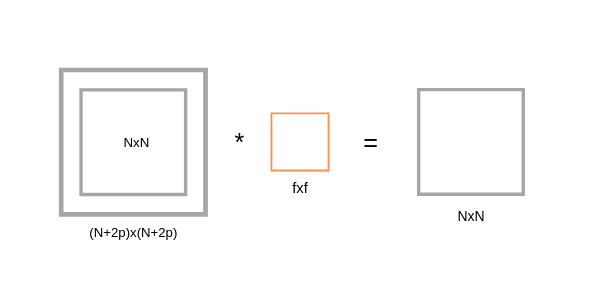 NxN
(N+2p)x(N+2p)
*
fxf
=
NxN